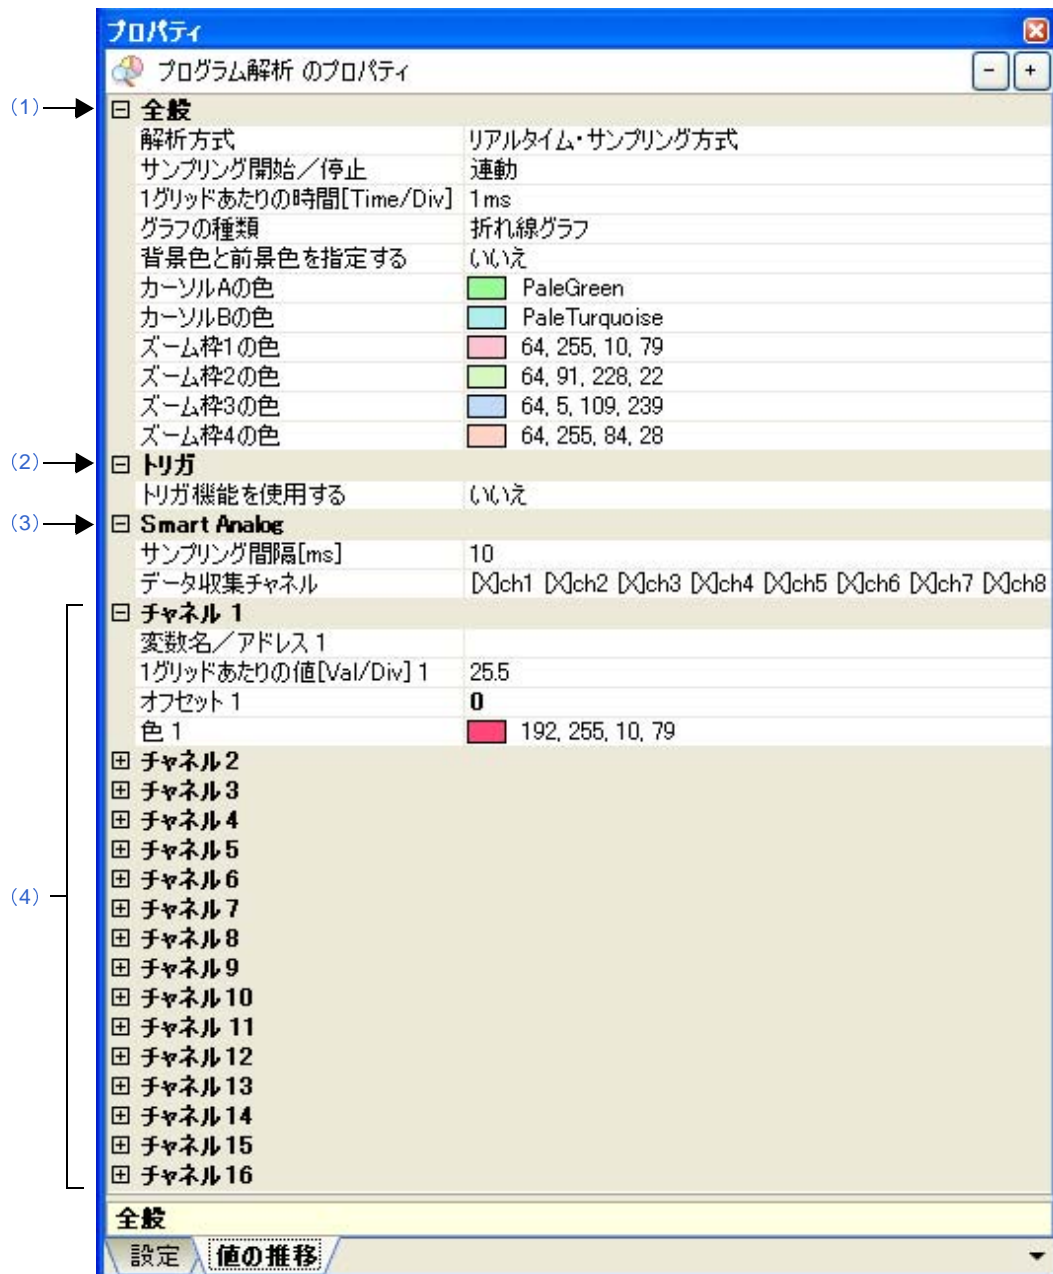 プロパティ
プログラム解析 のプロパティ
- +
(1) 全般
解析方式 リアルタイム・サンプリング方式
サンプリング開始／停止 連動
1グリッドあたりの時間[Time/Div] 1ms
グラフの種類 折れ線グラフ
背景色と前景色を指定する いいえ
カーソルAの色 PaleGreen
カーソルBの色 PaleTurquoise
ズーム枠1の色 64, 255, 10, 79
ズーム枠2の色 64, 91, 228, 22
ズーム枠3の色 64, 5, 109, 239
ズーム枠4の色 64, 255, 84, 28
(2) トリガ
トリガ機能を使用する いいえ
(3) Smart Analog
サンプリング間隔[ms] 10
データ収集チャネル [X]ch1 [X]ch2 [X]ch3 [X]ch4 [X]ch5 [X]ch6 [X]ch7 [X]ch8
チャネル 1
変数名／アドレス 1
1グリッドあたりの値[Val/Div] 1 25.5
オフセット 1 0
色 1 192, 255, 10, 79
チャネル 2
チャネル 3
チャネル 4
チャネル 5
チャネル 6
(4) チャネル 7
チャネル 8
チャネル 9
チャネル 10
チャネル 11
チャネル 12
チャネル 13
チャネル 14
チャネル 15
チャネル 16
全般
設定 値の推移